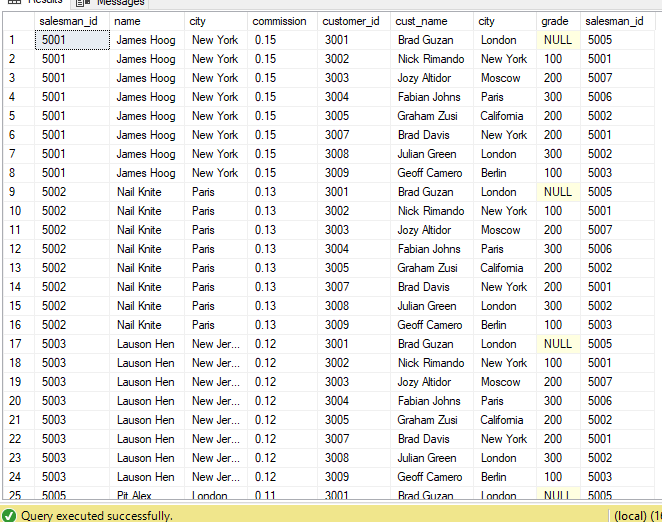 Results Messages
salesman_id name city commission customer_id cust_name city grade salesman_id
1 5001 James Hoog New York 0.15 3001 Brad Guzan London NULL 5005
2 5001 James Hoog New York 0.15 3002 Nick Rimando New York 100 5001
3 5001 James Hoog New York 0.15 3003 Jozy Altidor Moscow 200 5007
4 5001 James Hoog New York 0.15 3004 Fabian Johns Paris 300 5006
5 5001 James Hoog New York 0.15 3005 Graham Zusi California 200 5002
6 5001 James Hoog New York 0.15 3007 Brad Davis New York 200 5001
7 5001 James Hoog New York 0.15 3008 Julian Green London 300 5002
8 5001 James Hoog New York 0.15 3009 Geoff Camero Berlin 100 5003
9 5002 Nail Knite Paris 0.13 3001 Brad Guzan London NULL 5005
10 5002 Nail Knite Paris 0.13 3002 Nick Rimando New York 100 5001
11 5002 Nail Knite Paris 0.13 3003 Jozy Altidor Moscow 200 5007
12 5002 Nail Knite Paris 0.13 3004 Fabian Johns Paris 300 5006
13 5002 Nail Knite Paris 0.13 3005 Graham Zusi California 200 5002
14 5002 Nail Knite Paris 0.13 3007 Brad Davis New York 200 5001
15 5002 Nail Knite Paris 0.13 3008 Julian Green London 300 5002
16 5002 Nail Knite Paris 0.13 3009 Geoff Camero Berlin 100 5003
17 5003 Lauson Hen New Jer... 0.12 3001 Brad Guzan London NULL 5005
18 5003 Lauson Hen New Jer... 0.12 3002 Nick Rimando New York 100 5001
19 5003 Lauson Hen New Jer... 0.12 3003 Jozy Altidor Moscow 200 5007
20 5003 Lauson Hen New Jer... 0.12 3004 Fabian Johns Paris 300 5006
21 5003 Lauson Hen New Jer... 0.12 3005 Graham Zusi California 200 5002
22 5003 Lauson Hen New Jer... 0.12 3007 Brad Davis New York 200 5001
23 5003 Lauson Hen New Jer... 0.12 3008 Julian Green London 300 5002
24 5003 Lauson Hen New Jer... 0.12 3009 Geoff Camero Berlin 100 5003
25 5005 Pit Alex London 0.11 3001 Brad Guzan London NULL 5005
Query executed successfully. (local) (1